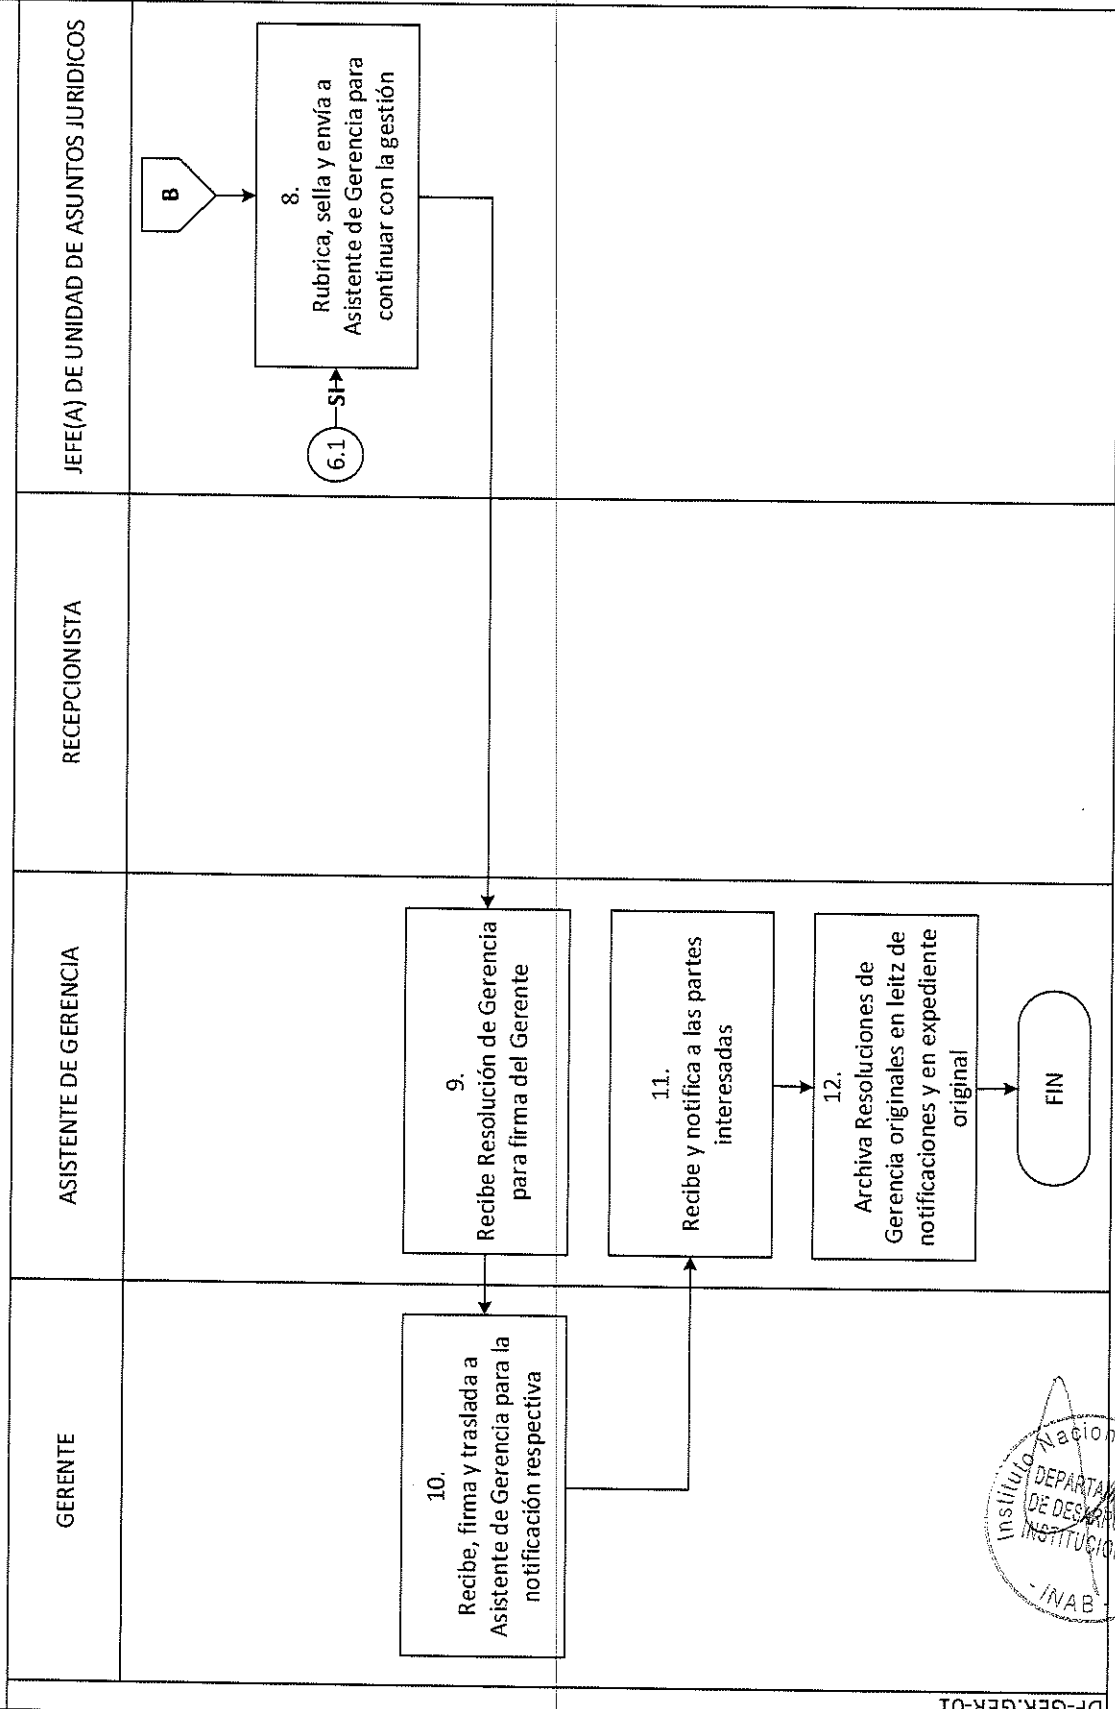 GERENTE
ASISTENTE DE GERENCIA
RECEPCIONISTA
JEFE(A) DE UNIDAD DE ASUNTOS JURIDICOS
B
6.1
SI
8.
Rubrica, sella y envía a
Asistente de Gerencia para
continuar con la gestión
9.
Recibe Resolución de Gerencia
para firma del Gerente
10.
Recibe, firma y traslada a
Asistente de Gerencia para la
notificación respectiva
11.
Recibe y notifica a las partes
interesadas
12.
Archiva Resoluciones de
Gerencia originales en leitz de
notificaciones y en expediente
original
FIN
Instituto Nacion
DE
- INAB -